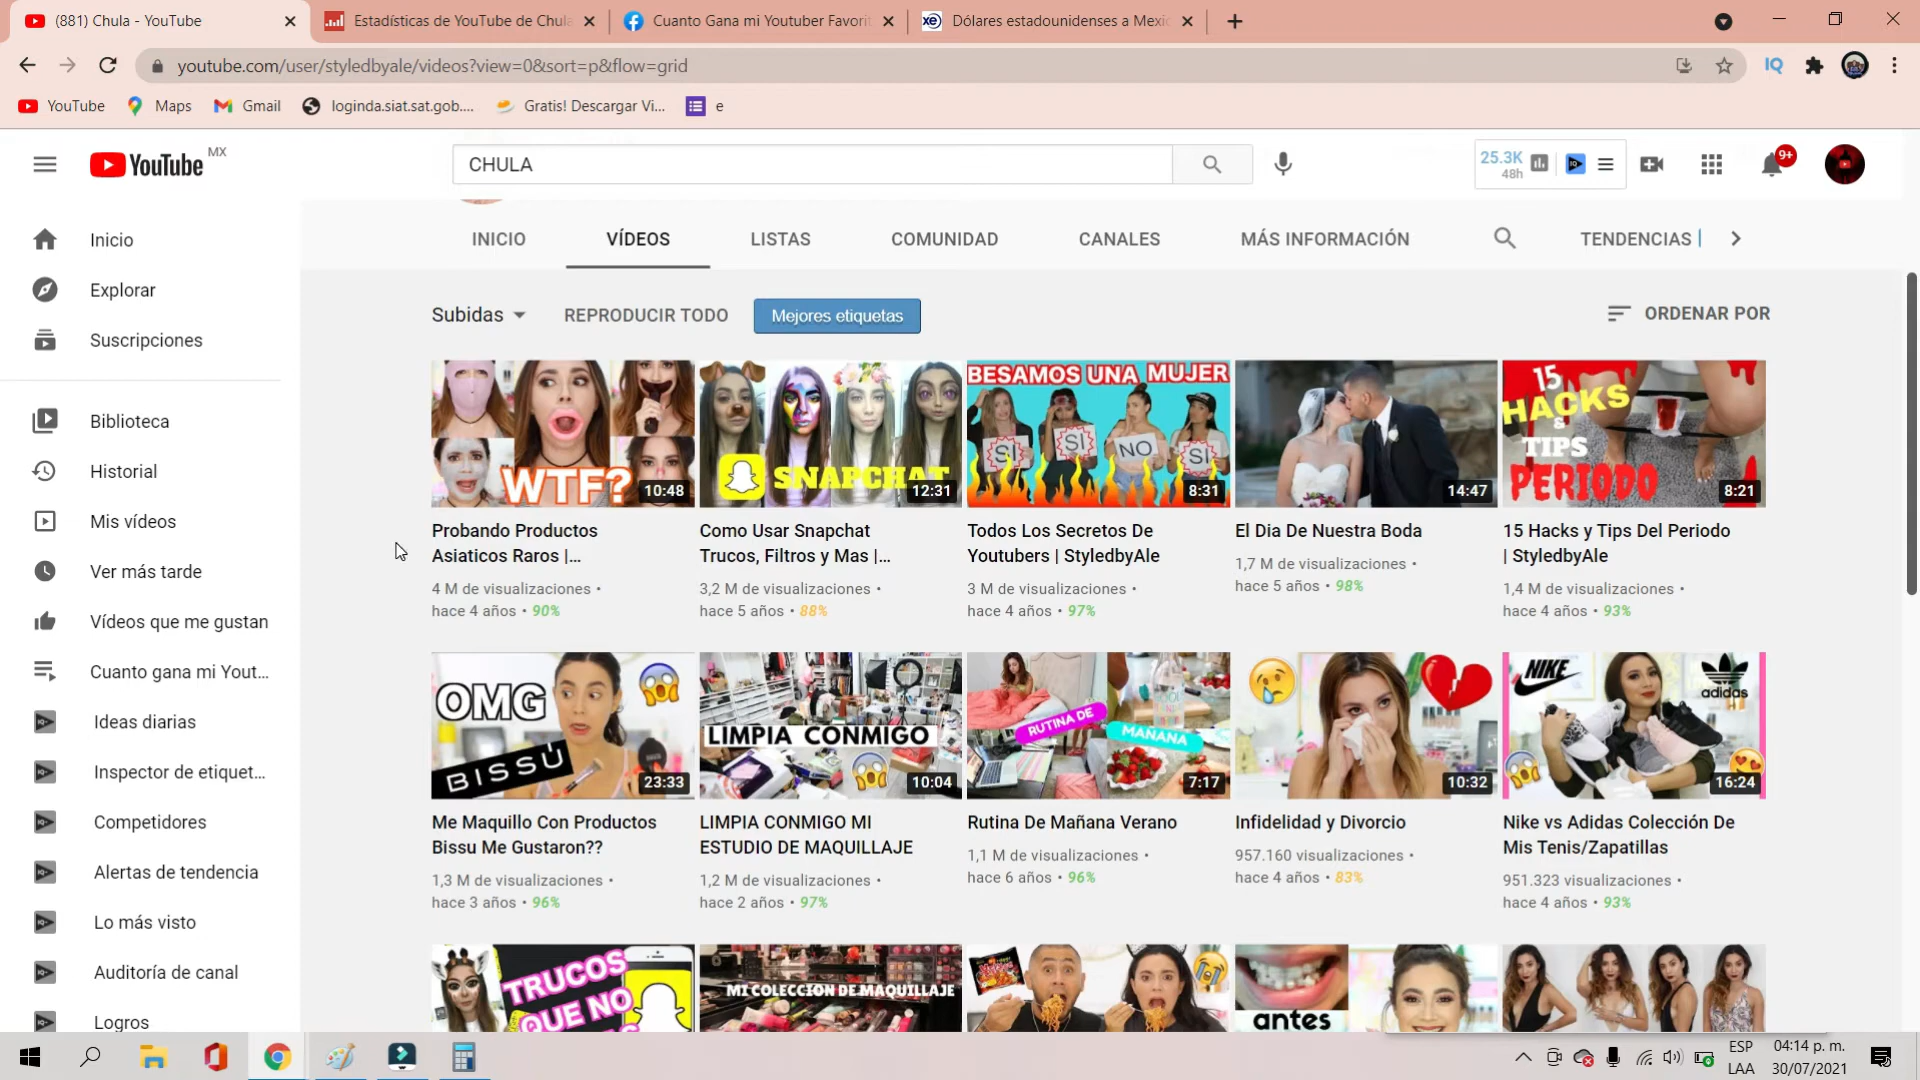 (881) Chula - YouTube
Estadísticas de YouTube de Chula
Cuanto Gana mi Youtuber Favorit
xe
Dólares estadounidenses a Mexic
youtube.com/user/styledbyale/videos?view=0&sort=p&flow=grid
IQ
YouTube
Maps
Gmail
loginda.siat.sat.gob....
Gratis! Descargar Vi...
e
YouTube MX
CHULA
25.3K
48h
9+
Inicio
Explorar
Suscripciones
Biblioteca
Historial
Mis vídeos
Ver más tarde
Vídeos que me gustan
Cuanto gana mi Yout...
Ideas diarias
Inspector de etiquet...
Competidores
Alertas de tendencia
Lo más visto
Auditoría de canal
Logros
INICIO
VÍDEOS
LISTAS
COMUNIDAD
CANALES
MÁS INFORMACIÓN
TENDENCIAS |
Subidas
REPRODUCIR TODO
Mejores etiquetas
ORDENAR POR
WTF?
10:48
Probando Productos
Asiaticos Raros |...
4 M de visualizaciones •
hace 4 años • 90%
SNAPCHAT
12:31
Como Usar Snapchat
Trucos, Filtros y Mas |...
3,2 M de visualizaciones •
hace 5 años • 88%
BESAMOS UNA MUJER
SI
SI
NO
SI
8:31
Todos Los Secretos De
Youtubers | StyledbyAle
3 M de visualizaciones •
hace 4 años • 97%
14:47
El Dia De Nuestra Boda
1,7 M de visualizaciones •
hace 5 años • 98%
15
HACKS
&
TIPS
PERIODO
8:21
15 Hacks y Tips Del Periodo
| StyledbyAle
1,4 M de visualizaciones •
hace 4 años • 93%
OMG
BISSÚ
23:33
Me Maquillo Con Productos
Bissu Me Gustaron??
1,3 M de visualizaciones •
hace 3 años • 96%
LIMPIA CONMIGO
10:04
LIMPIA CONMIGO MI
ESTUDIO DE MAQUILLAJE
1,2 M de visualizaciones •
hace 2 años • 97%
RUTINA DE
MAÑANA
7:17
Rutina De Mañana Verano
1,1 M de visualizaciones •
hace 6 años • 96%
10:32
Infidelidad y Divorcio
957.160 visualizaciones •
hace 4 años • 83%
NIKE
adidas
16:24
Nike vs Adidas Colección De
Mis Tenis/Zapatillas
951.323 visualizaciones •
hace 4 años • 93%
TRUCOS
QUE NO
MI COLECCION DE MAQUILLAJE
antes
ESP
LAA
04:14 p. m.
30/07/2021